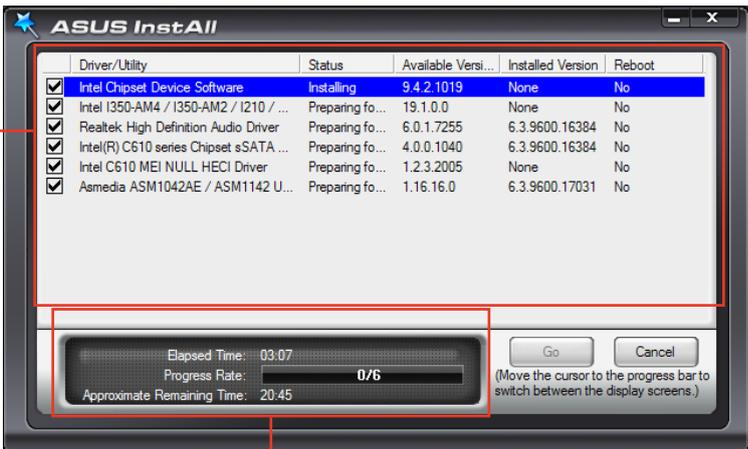 ASUS InstAll
Driver/Utility Status Available Versi... Installed Version Reboot
Intel Chipset Device Software Installing 9.4.2.1019 None No
Intel I350-AM4 / I350-AM2 / I210 / ... Preparing fo... 19.1.0.0 None No
Realtek High Definition Audio Driver Preparing fo... 6.0.1.7255 6.3.9600.16384 No
Intel(R) C610 series Chipset sSATA ... Preparing fo... 4.0.0.1040 6.3.9600.16384 No
Intel C610 MEI NULL HECI Driver Preparing fo... 1.2.3.2005 None No
Asmedia ASM1042AE / ASM1142 U... Preparing fo... 1.16.16.0 6.3.9600.17031 No
Elapsed Time: 03:07
Progress Rate: 0/6
Approximate Remaining Time: 20:45
Go Cancel
(Move the cursor to the progress bar to
switch between the display screens.)